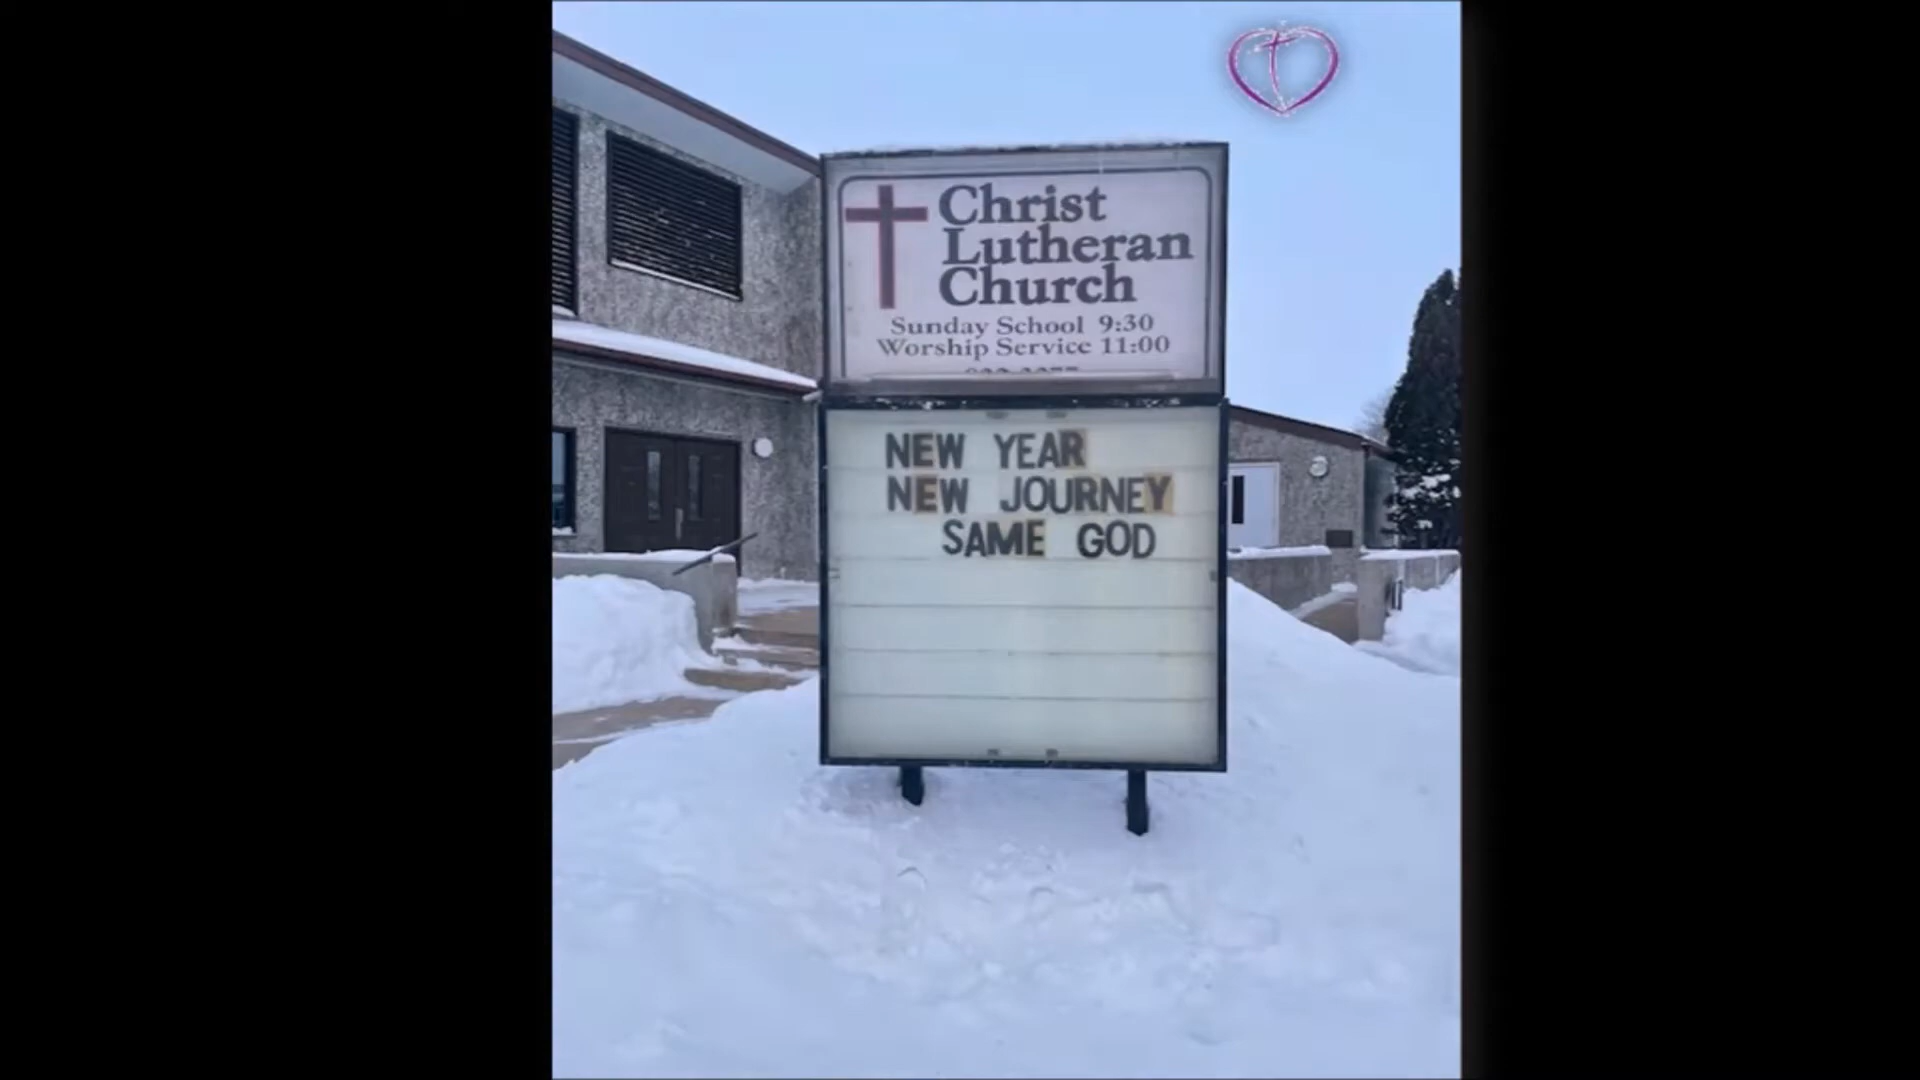 Christ
Lutheran
Church
Sunday School 9:30
Worship Service 11:00
NEW YEAR
NEW JOURNEY
SAME GOD